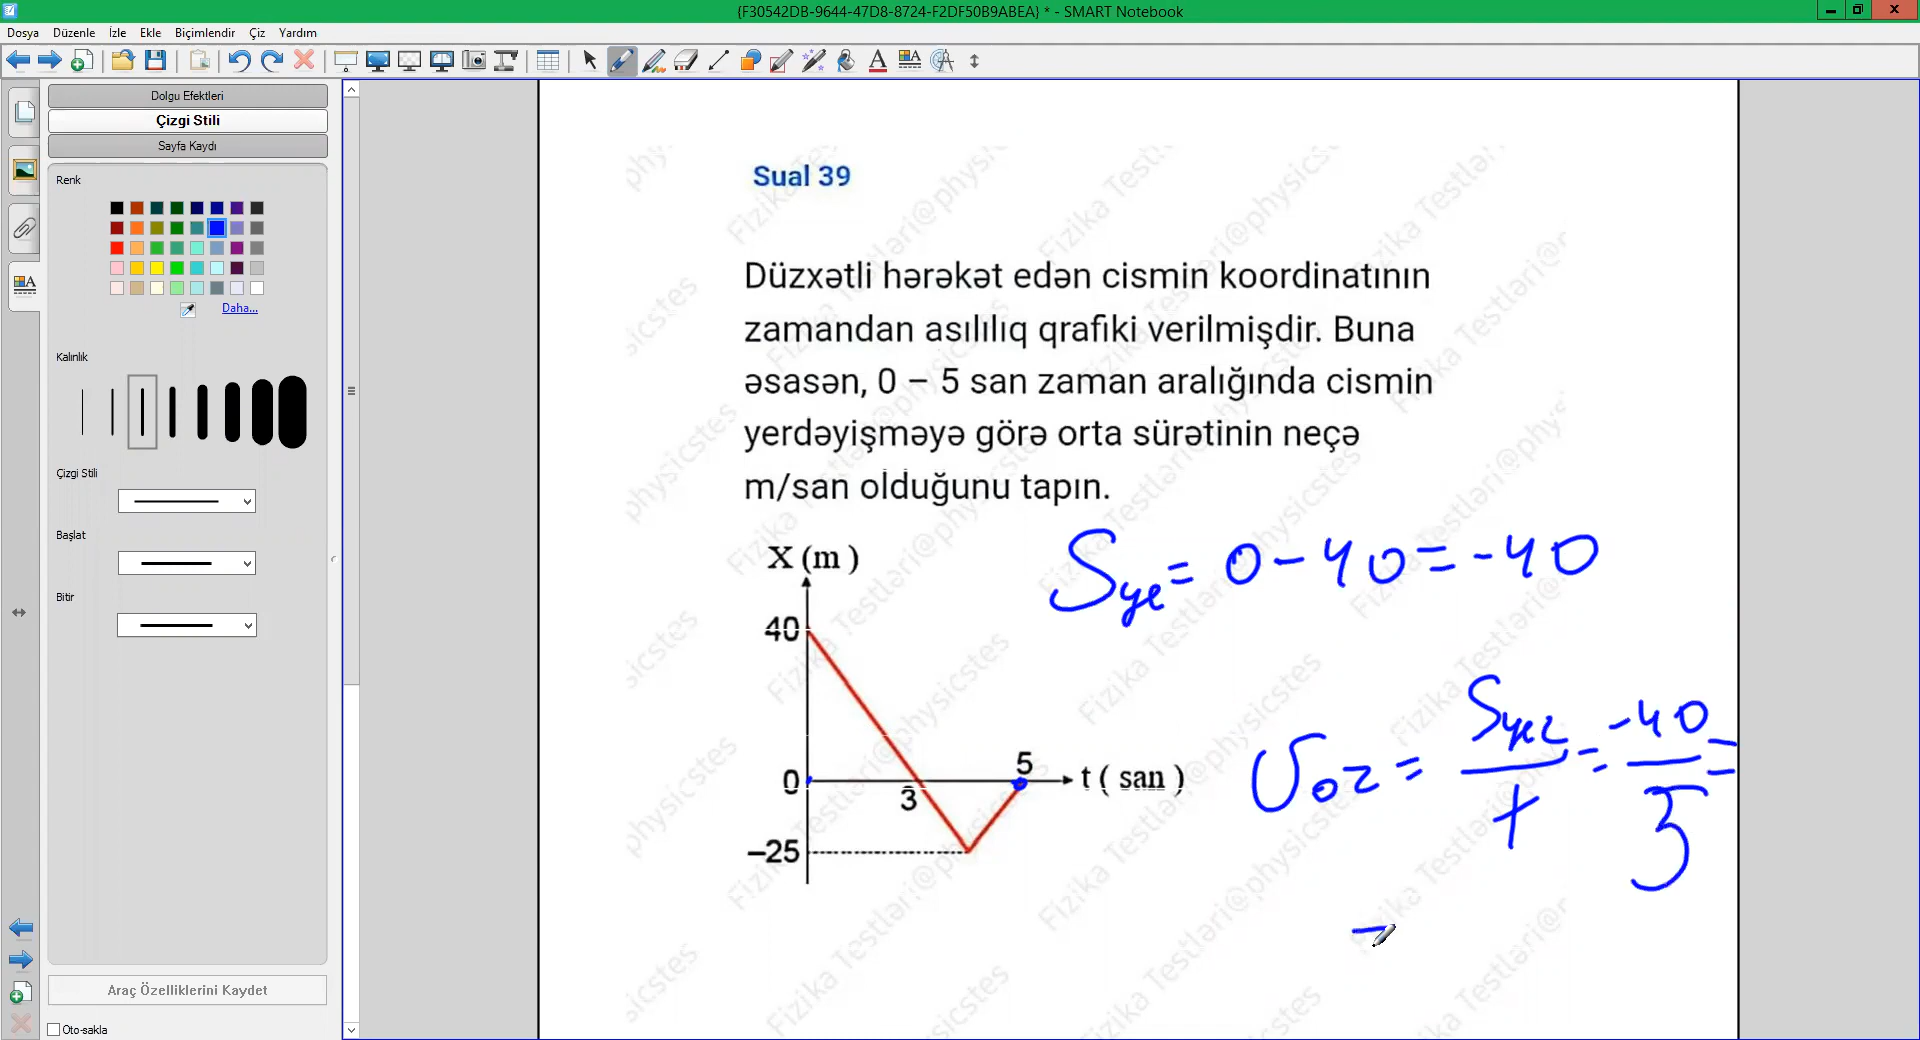 {F30542DB-9644-47D8-8724-F2DF50B9ABEA} * - SMART Notebook
Dosya Düzenle İzle Ekle Biçimlendir Çiz Yardım
Dolgu Efektleri
Çizgi Stili
Sayfa Kaydı
Renk
Daha...
Kalınlık
Çizgi Stili
Başlat
Bitir
Araç Özelliklerini Kaydet
Oto-sakla
Sual 39
Düzxətli hərəkət edən cismin koordinatının
zamandan asılılıq qrafiki verilmişdir. Buna
əsasən, 0 – 5 san zaman aralığında cismin
yerdəyişməyə görə orta sürətinin neçə
m/san olduğunu tapın.
X (m )
40
0
3
5
t ( san )
–25
Sye = 0 - 40 = - 40
= -40 / 5 =
Fizika Testləri@physicstes